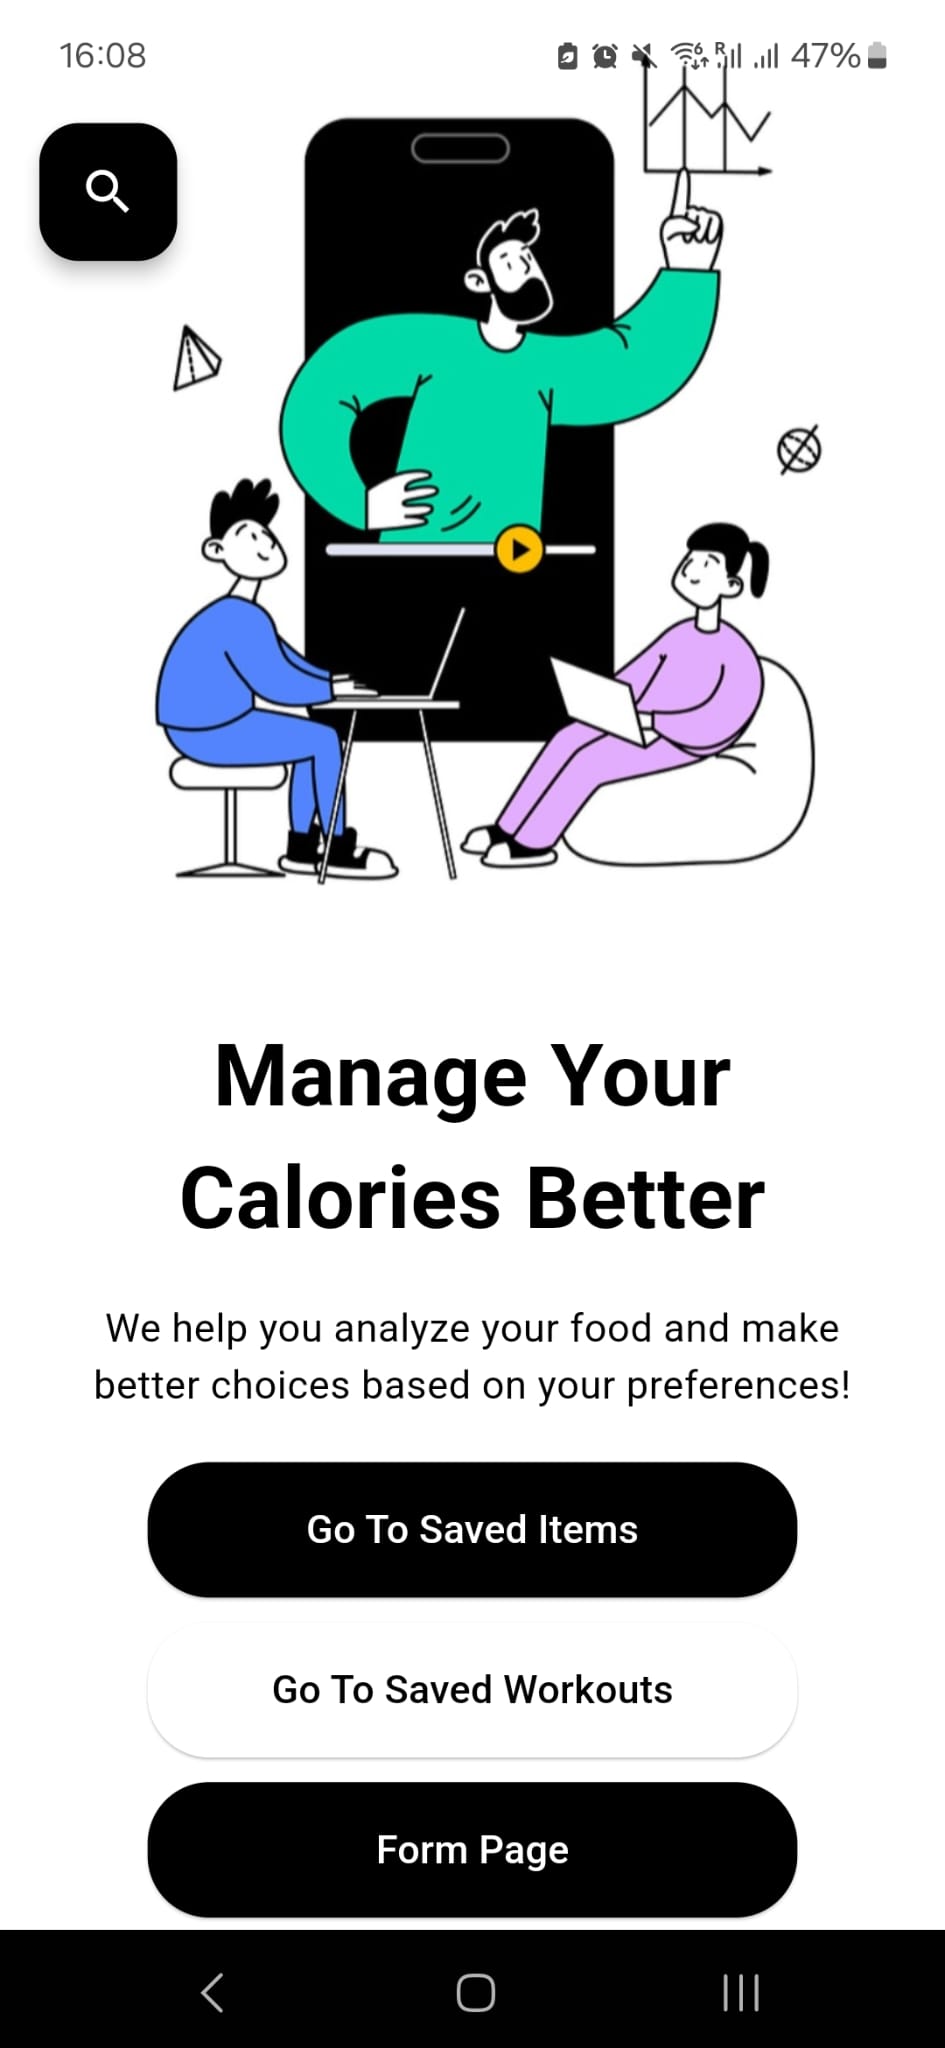 16:08
6 R 47%
Manage Your
Calories Better
We help you analyze your food and make
better choices based on your preferences!
Go To Saved Items
Go To Saved Workouts
Form Page